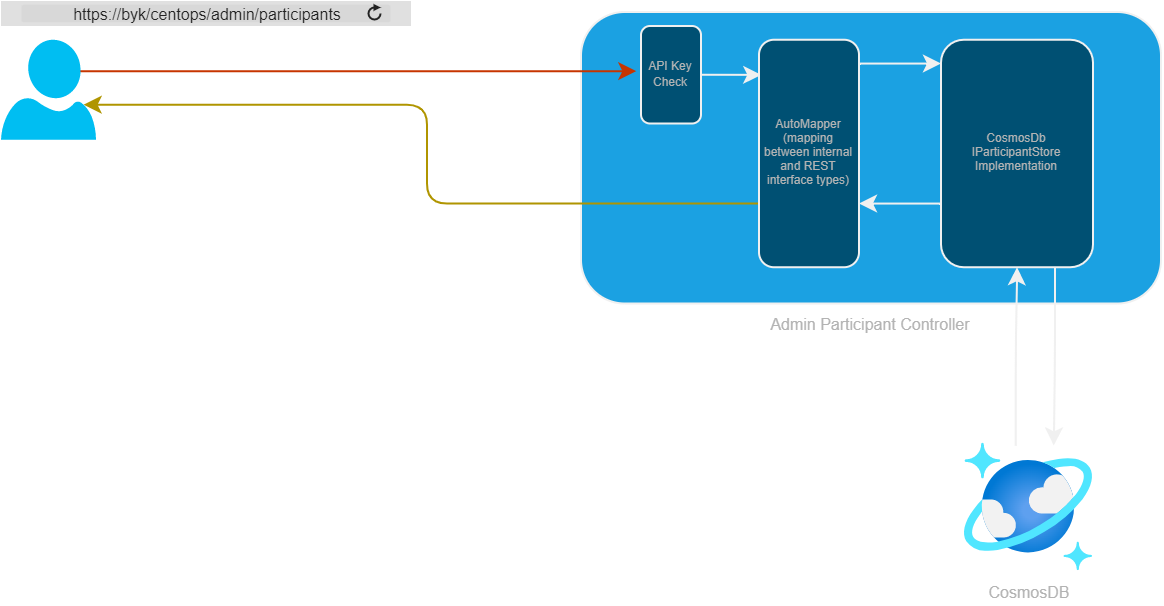 https://byk/centops/admin/participants
API Key
Check
AutoMapper
(mapping
between internal
and REST
interface types)
CosmosDb
IParticipantStore
Implementation
Admin Participant Controller
CosmosDB